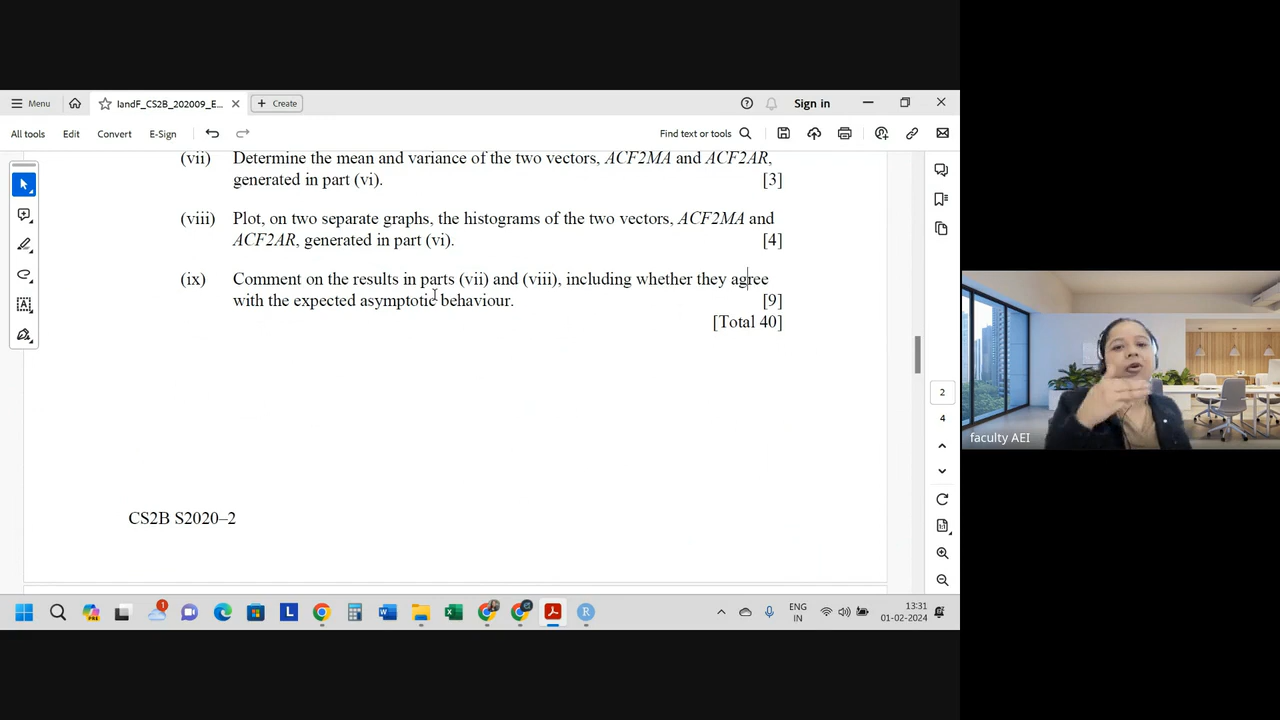 Menu
IandF_CS2B_202009_E...
Create
Sign in
All tools
Edit
Convert
E-Sign
Find text or tools
(vii) Determine the mean and variance of the two vectors, ACF2MA and ACF2AR,
generated in part (vi). [3]
(viii) Plot, on two separate graphs, the histograms of the two vectors, ACF2MA and
ACF2AR, generated in part (vi). [4]
(ix) Comment on the results in parts (vii) and (viii), including whether they agree
with the expected asymptotic behaviour. [9]
[Total 40]
2
4
faculty AEI
CS2B S2020–2
1
L
ENG
IN
13:31
01-02-2024